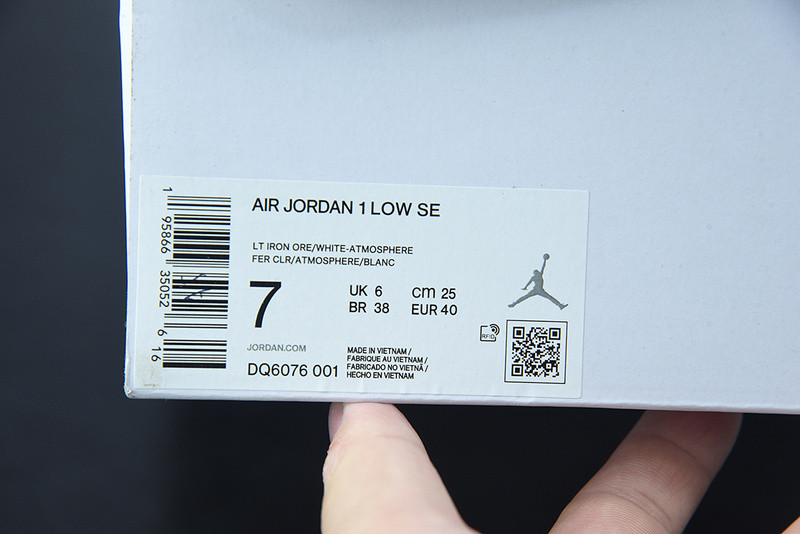 AIR JORDAN 1 LOW SE
LT IRON ORE/WHITE-ATMOSPHERE
FER CLR/ATMOSPHERE/BLANC
7
UK 6
cm 25
BR 38
EUR 40
JORDAN.COM
DQ6076 001
MADE IN VIETNAM /
FABRIQUE AU VIETNAM /
FABRICADO NO VIETNÃ /
HECHO EN VIETNAM
RFID
1 95866 35052 6 16